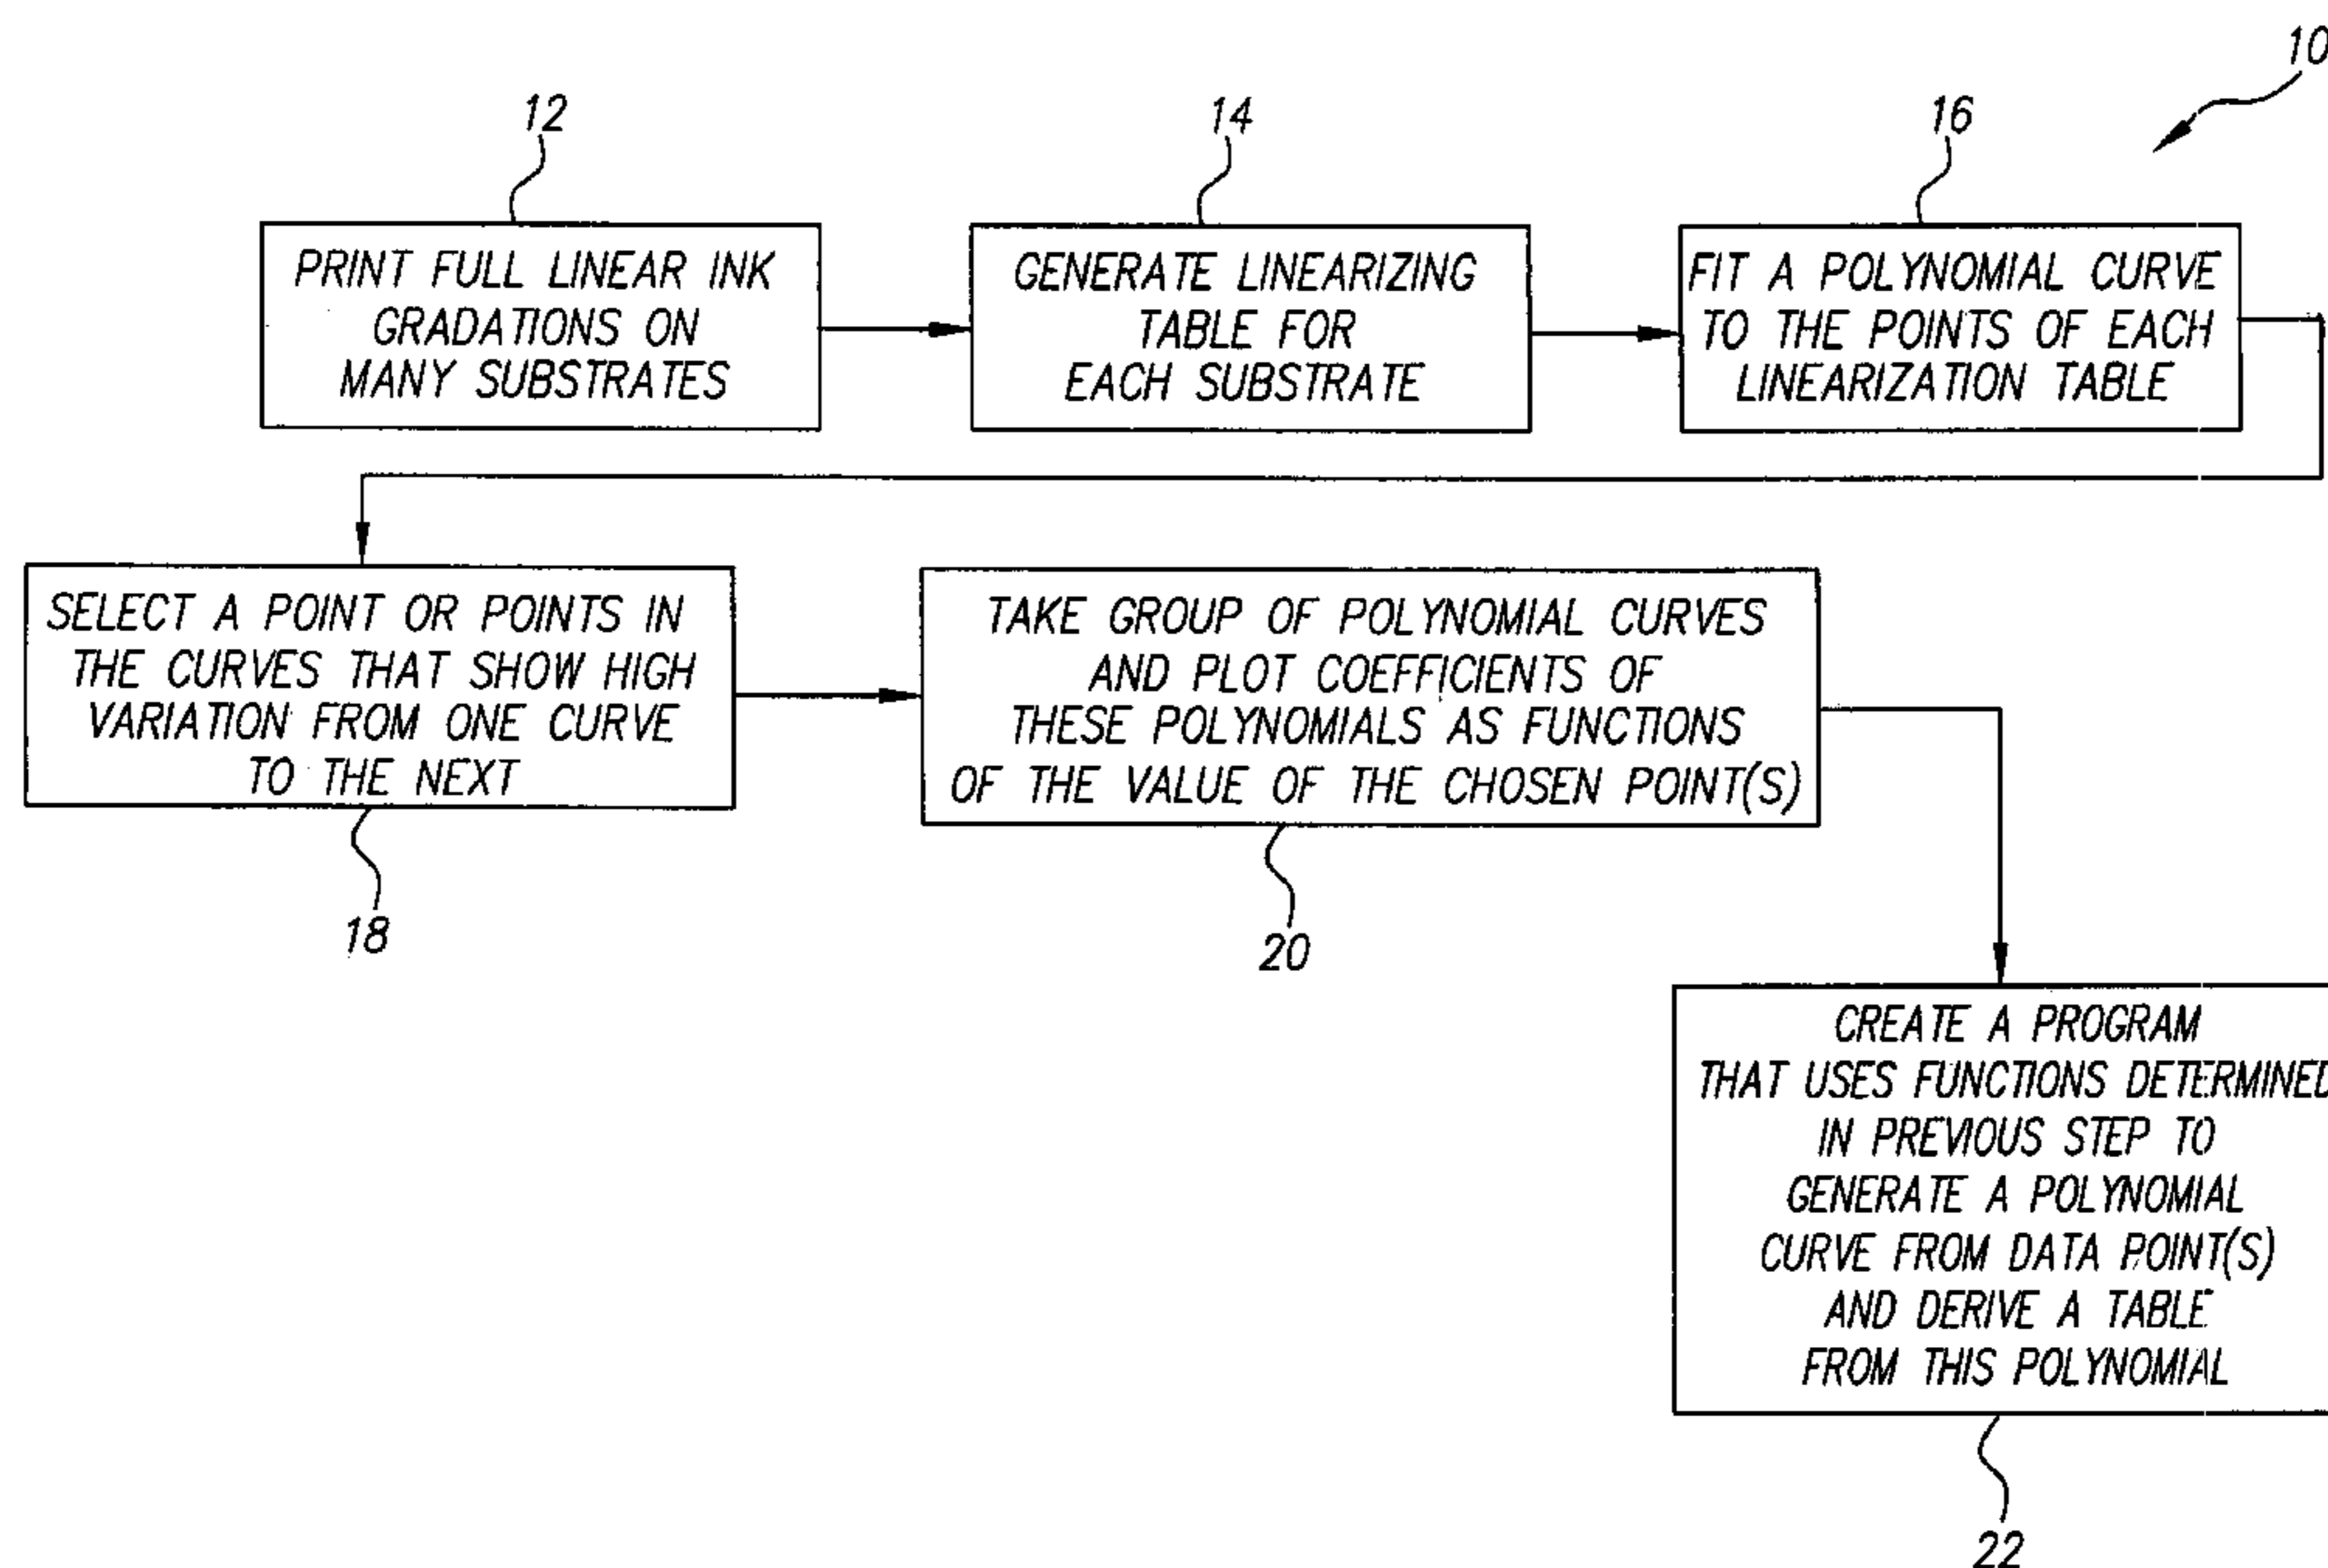 10
12
14
16
PRINT FULL LINEAR INK
GRADATIONS ON
MANY SUBSTRATES
GENERATE LINEARIZING
TABLE FOR
EACH SUBSTRATE
FIT A POLYNOMIAL CURVE
TO THE POINTS OF EACH
LINEARIZATION TABLE
SELECT A POINT OR POINTS IN
THE CURVES THAT SHOW HIGH
VARIATION FROM ONE CURVE
TO THE NEXT
18
TAKE GROUP OF POLYNOMIAL CURVES
AND PLOT COEFFICIENTS OF
THESE POLYNOMIALS AS FUNCTIONS
OF THE VALUE OF THE CHOSEN POINT(S)
20
CREATE A PROGRAM
THAT USES FUNCTIONS DETERMINED
IN PREVIOUS STEP TO
GENERATE A POLYNOMIAL
CURVE FROM DATA POINT(S)
AND DERIVE A TABLE
FROM THIS POLYNOMIAL
22